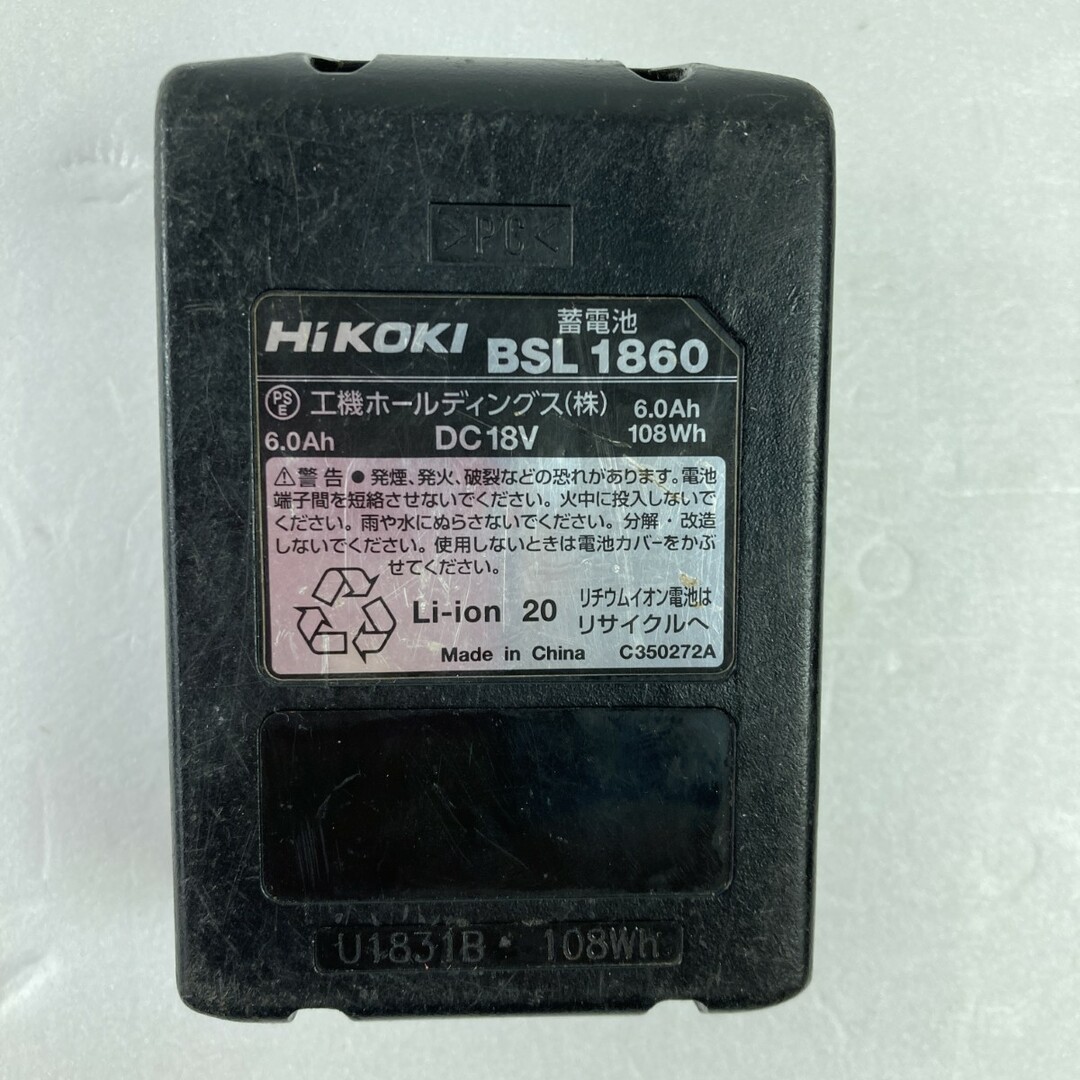 >PC<
HiKOKI
蓄電池
BSL 1860
PSE 工機ホールディングス(株)
6.0Ah
DC 18V
6.0Ah
108Wh
⚠警告 ● 発煙、発火、破裂などの恐れがあります。電池
端子間を短絡させないでください。火中に投入しないで
ください。雨や水にぬらさないでください。分解・改造
しないでください。使用しないときは電池カバーをかぶ
せてください。
Li-ion 20
リチウムイオン電池は
リサイクルへ
Made in China C350272A
U1831B・108Wh